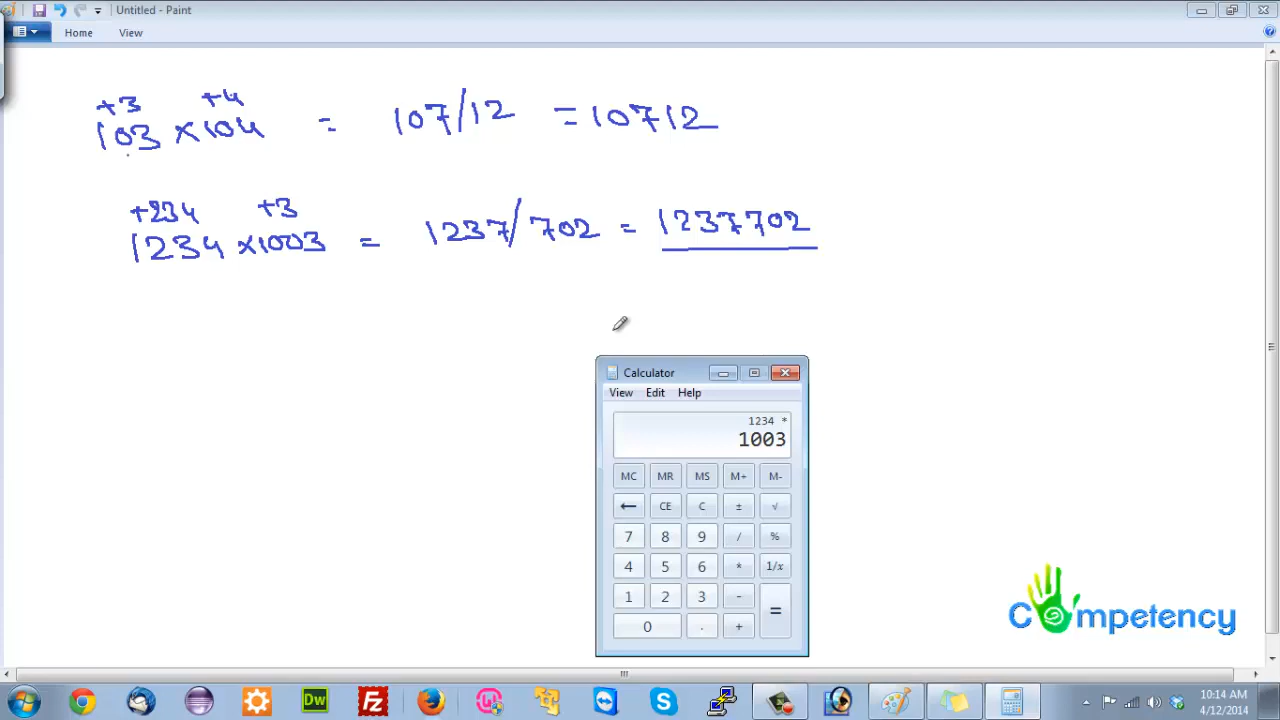 Untitled - Paint
Home View
+3 +4
103 × 104 = 107/12 = 10712
+234 +3
1234 × 1003 = 1237/702 = 1237702
Calculator
View Edit Help
1234 *
1003
MC MR MS M+ M-
← CE C ± √
7 8 9 / %
4 5 6 * 1/x
1 2 3 - =
0 . +
Competency
Dw
10:14 AM
4/12/2014